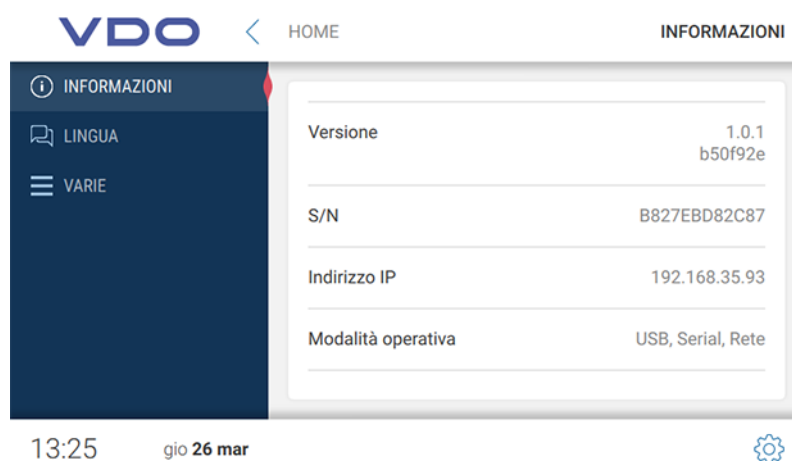 VDO
HOME
INFORMAZIONI
INFORMAZIONI
LINGUA
VARIE
Versione 1.0.1
b50f92e
S/N B827EBD82C87
Indirizzo IP 192.168.35.93
Modalità operativa USB, Serial, Rete
13:25 gio 26 mar